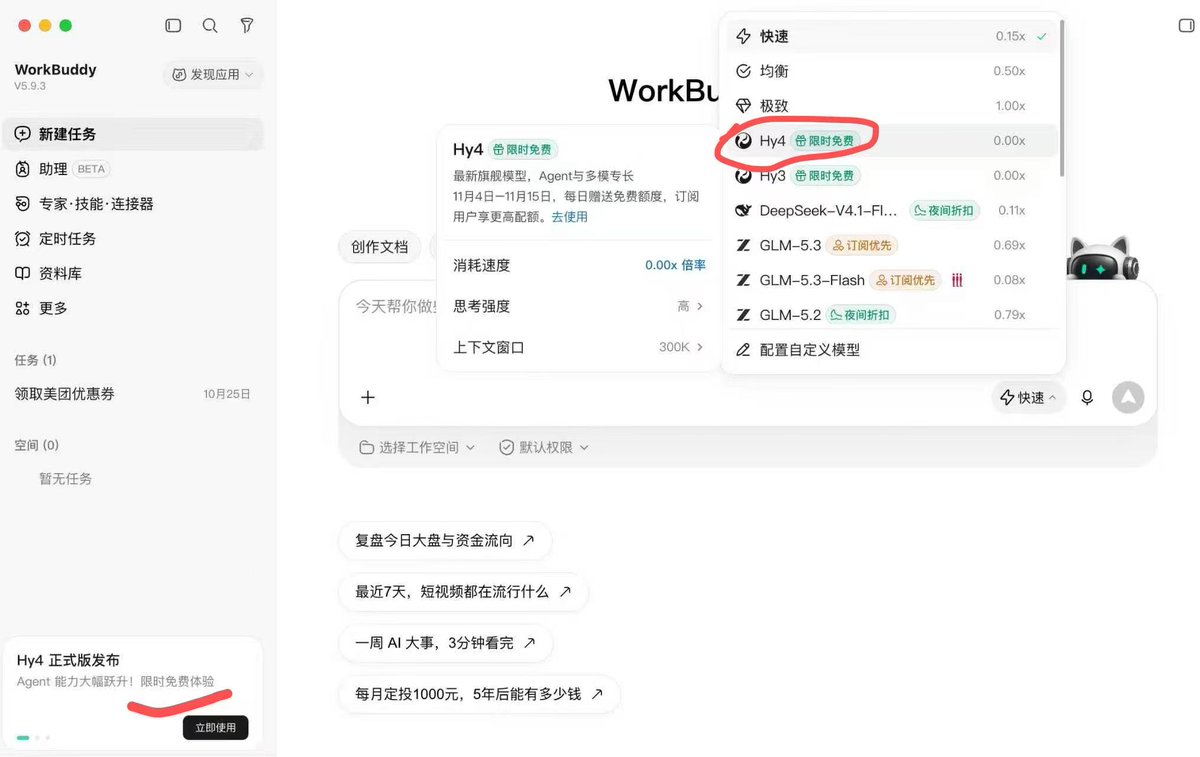 WorkBuddy
V5.9.3
发现应用
新建任务
助理 BETA
专家·技能·连接器
定时任务
资料库
更多
任务 (1)
领取美团优惠券 10月25日
空间 (0)
暂无任务
Hy4 正式版发布
Agent 能力大幅跃升！限时免费体验
立即使用
WorkBu
创作文档
今天帮你做
Hy4 限时免费
最新旗舰模型，Agent与多模专长
11月4日—11月15日，每日赠送免费额度，订阅
用户享更高配额。去使用
消耗速度 0.00x 倍率
思考强度 高
上下文窗口 300K
快速 0.15x
均衡 0.50x
极致 1.00x
Hy4 限时免费 0.00x
Hy3 限时免费 0.00x
DeepSeek-V4.1-Fl... 夜间折扣 0.11x
GLM-5.3 订阅优先 0.69x
GLM-5.3-Flash 订阅优先 0.08x
GLM-5.2 夜间折扣 0.79x
配置自定义模型
快速
选择工作空间 默认权限
复盘今日大盘与资金流向
最近7天，短视频都在流行什么
一周 AI 大事，3分钟看完
每月定投1000元，5年后能有多少钱